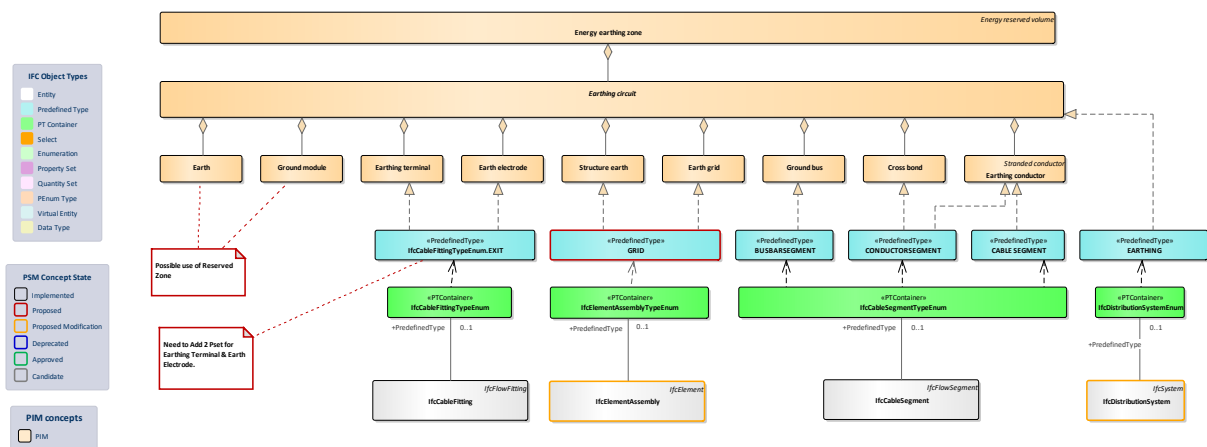 Energy reserved volume
Energy earthing zone
IFC Object Types
Entity
Predefined Type
PT Container
Select
Enumeration
Property Set
Quantity Set
PEnum Type
Virtual Entity
Data Type
Earthing circuit
Earth
Ground module
Earthing terminal
Earth electrode
Structure earth
Earth grid
Ground bus
Cross bond
Stranded conductor
Earthing conductor
Possible use of Reserved
Zone
«PredefinedType»
IfcCableFittingTypeEnum.EXIT
«PredefinedType»
GRID
«PredefinedType»
BUSBARSEGMENT
«PredefinedType»
CONDUCTORSEGMENT
«PredefinedType»
CABLE SEGMENT
«PredefinedType»
EARTHING
PSM Concept State
Implemented
Proposed
Proposed Modification
Deprecated
Approved
Candidate
«PTContainer»
IfcCableFittingTypeEnum
«PTContainer»
IfcElementAssemblyTypeEnum
«PTContainer»
IfcCableSegmentTypeEnum
«PTContainer»
IfcDistributionSystemEnum
+PredefinedType 0..1
+PredefinedType 0..1
+PredefinedType 0..1
0..1
+PredefinedType
Need to Add 2 Pset for
Earthing Terminal & Earth
Electrode.
IfcFlowFitting
IfcCableFitting
IfcElement
IfcElementAssembly
IfcFlowSegment
IfcCableSegment
IfcSystem
IfcDistributionSystem
PIM concepts
PIM